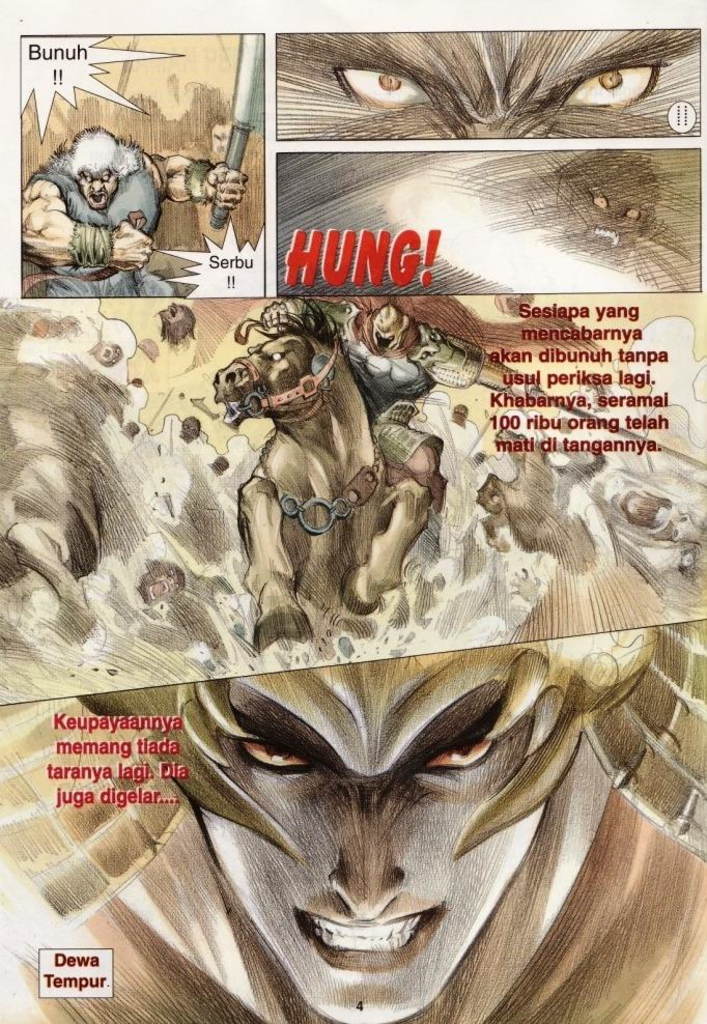 Bunuh
!!
Serbu
!!
!!!
HUNG!
Sesiapa yang
mencabarnya
akan dibunuh tanpa
usul periksa lagi.
Khabarnya, seramai
100 ribu orang telah
mati di tangannya.
Keupayaannya
memang tiada
taranya lagi. Dia
juga digelar....
Dewa
Tempur.
4